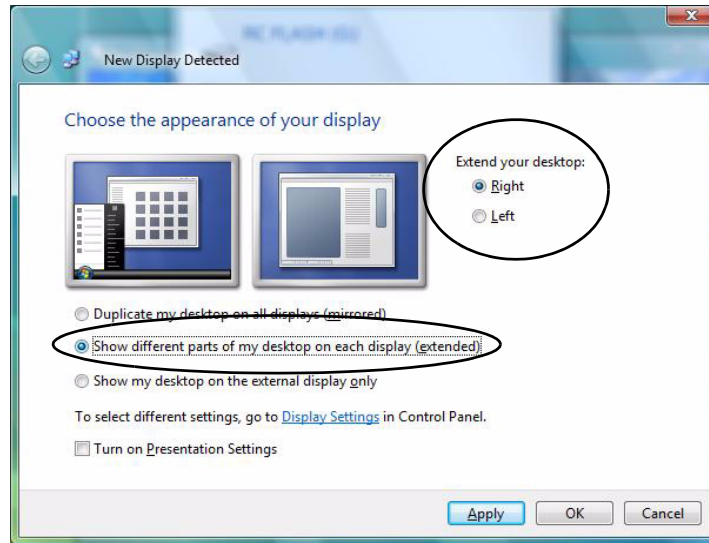 New Display Detected
Choose the appearance of your display
Extend your desktop:
Right
Left
Duplicate my desktop on all displays (mirrored)
Show different parts of my desktop on each display (extended)
Show my desktop on the external display only
To select different settings, go to Display Settings in Control Panel.
Turn on Presentation Settings
Apply
OK
Cancel